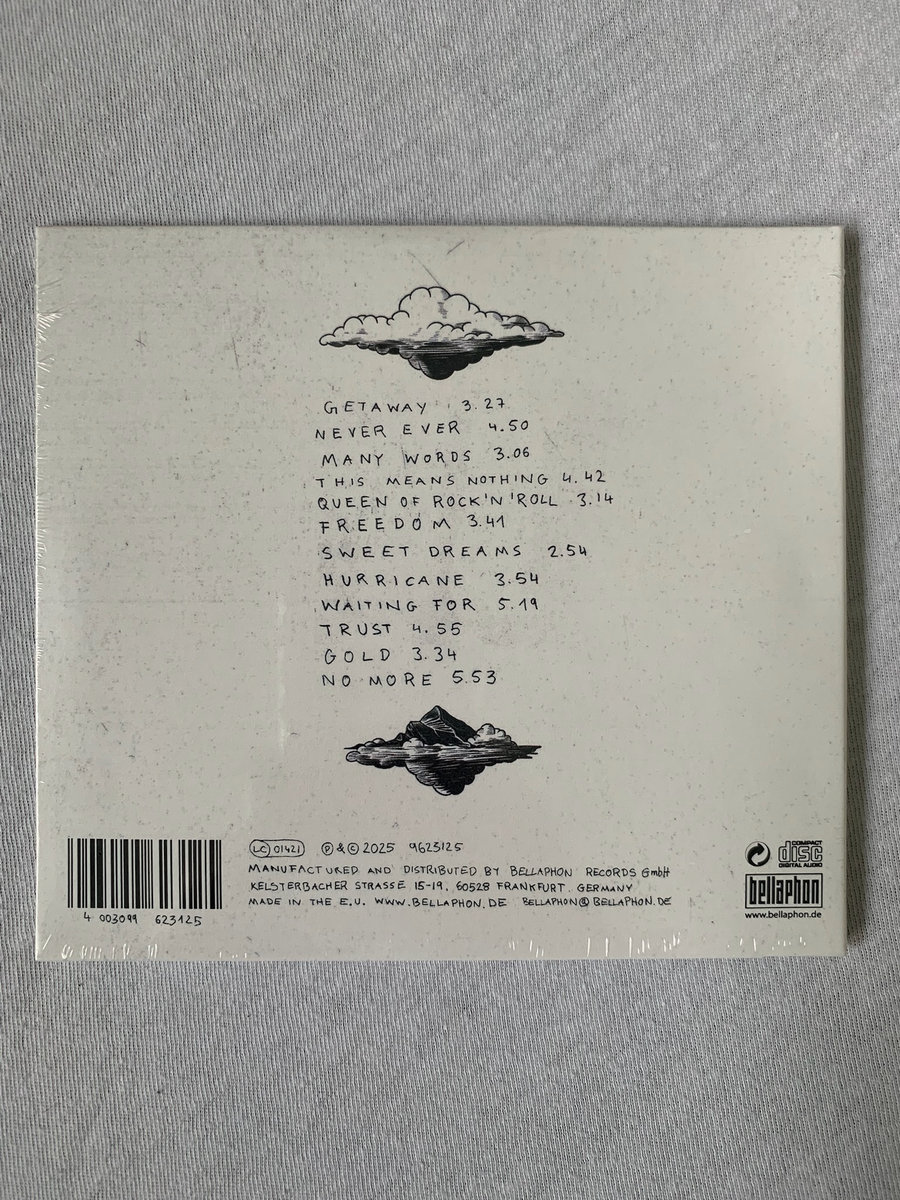 GETAWAY 3.27
NEVER EVER 4.50
MANY WORDS 3.06
THIS MEANS NOTHING 4.42
QUEEN OF ROCK'N'ROLL 3.14
FREEDOM 3.41
SWEET DREAMS 2.54
HURRICANE 3.54
WAITING FOR 5.19
TRUST 4.55
GOLD 3.34
NO MORE 5.53
4 003099 623125
LC 01421 Ⓟ & © 2025 9623125
MANUFACTURED AND DISTRIBUTED BY BELLAPHON RECORDS GmbH
KELSTERBACHER STRASSE 15-19, 60528 FRANKFURT. GERMANY
MADE IN THE E.U. WWW.BELLAPHON.DE BELLAPHON@BELLAPHON.DE
COMPACT
disc
DIGITAL AUDIO
bellaphon
www.bellaphon.de